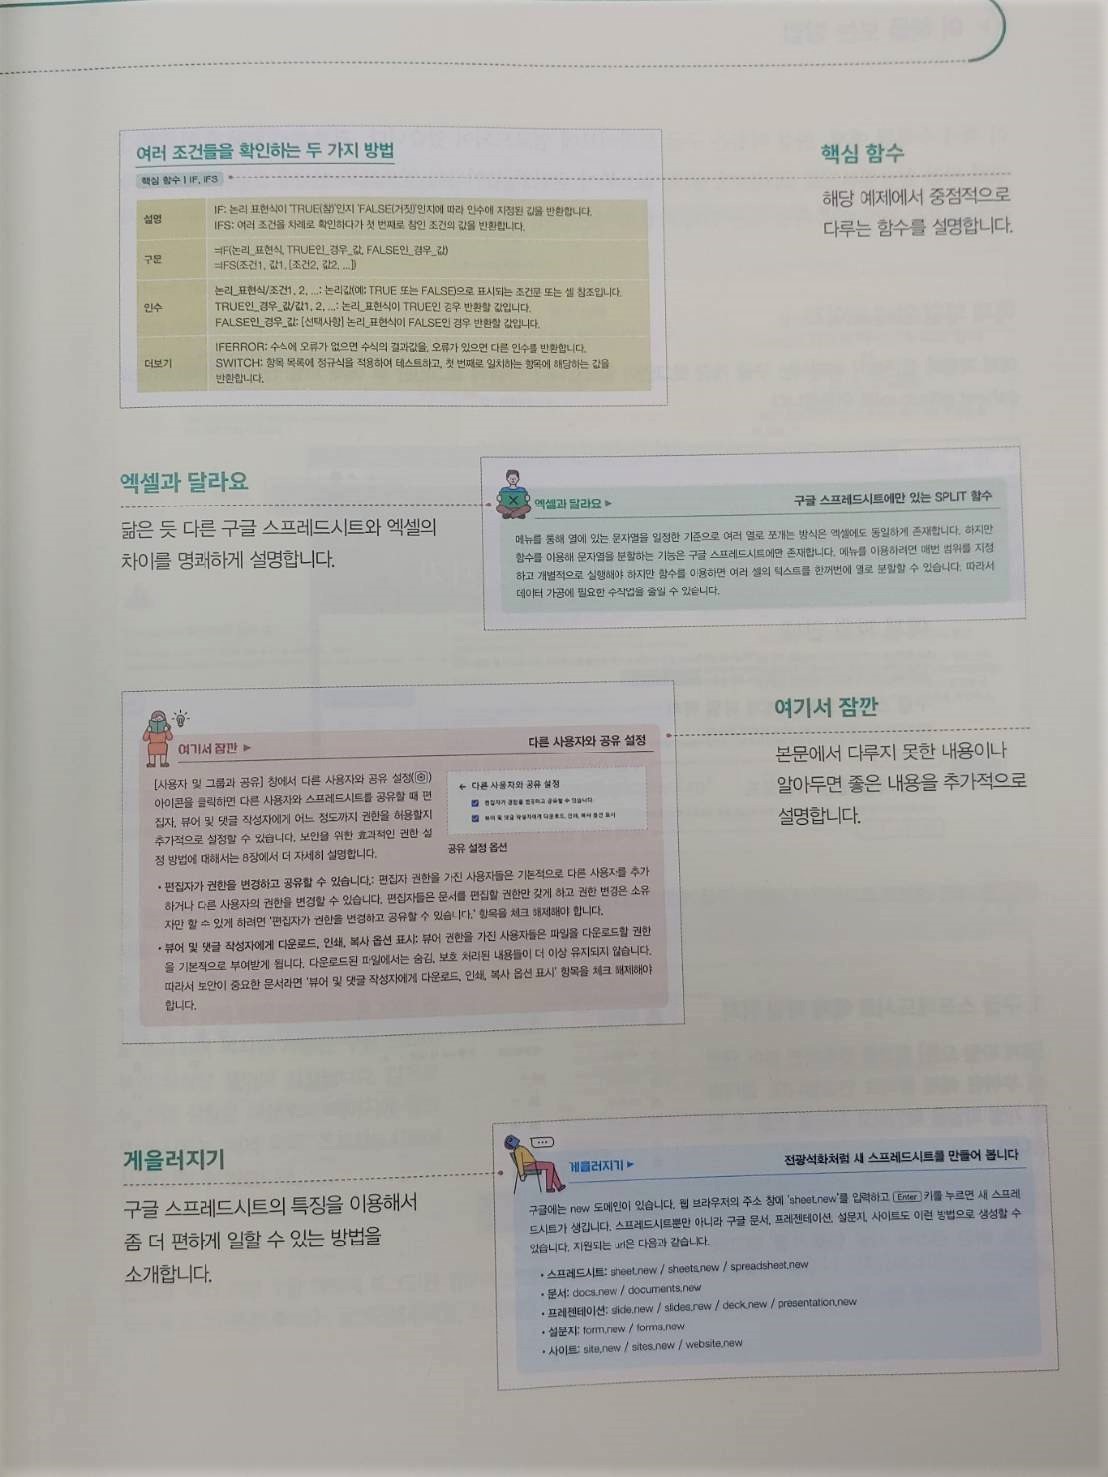 여러 조건들을 확인하는 두 가지 방법
핵심 함수 | IF, IFS
설명
IF: 논리 표현식이 'TRUE(참)'인지 'FALSE(거짓)'인지에 따라 인수에 지정된 값을 반환합니다.
IFS: 여러 조건을 차례로 확인하다가 첫 번째로 참인 조건의 값을 반환합니다.
구문
=IF(논리_표현식, TRUE인_경우_값, FALSE인_경우_값)
=IFS(조건1, 값1, [조건2, 값2, ...])
인수
논리_표현식/조건1, 2, ...: 논리값(예: TRUE 또는 FALSE)으로 표시되는 조건문 또는 셀 참조입니다.
TRUE인_경우_값/값1, 2, ...: 논리_표현식이 TRUE인 경우 반환할 값입니다.
FALSE인_경우_값: [선택사항] 논리_표현식이 FALSE인 경우 반환할 값입니다.
더보기
IFERROR: 수식에 오류가 없으면 수식의 결과값을, 오류가 있으면 다른 인수를 반환합니다.
SWITCH: 항목 목록에 정규식을 적용하여 테스트하고, 첫 번째로 일치하는 항목에 해당하는 값을
반환합니다.
핵심 함수
해당 예제에서 중점적으로
다루는 함수를 설명합니다.
엑셀과 달라요
닮은 듯 다른 구글 스프레드시트와 엑셀의
차이를 명쾌하게 설명합니다.
엑셀과 달라요 ▶
구글 스프레드시트에만 있는 SPLIT 함수
메뉴를 통해 열에 있는 문자열을 일정한 기준으로 여러 열로 쪼개는 방식은 엑셀에도 동일하게 존재합니다. 하지만
함수를 이용해 문자열을 분할하는 기능은 구글 스프레드시트에만 존재합니다. 메뉴를 이용하려면 매번 범위를 지정
하고 개별적으로 실행해야 하지만 함수를 이용하면 여러 셀의 텍스트를 한꺼번에 열로 분할할 수 있습니다. 따라서
데이터 가공에 필요한 수작업을 줄일 수 있습니다.
여기서 잠깐 ▶
다른 사용자와 공유 설정
[사용자 및 그룹과 공유] 창에서 다른 사용자와 공유 설정(⚙)
아이콘을 클릭하면 다른 사용자와 스프레드시트를 공유할 때 편
집자, 뷰어 및 댓글 작성자에게 어느 정도까지 권한을 허용할지
추가적으로 설정할 수 있습니다. 보안을 위한 효과적인 권한 설
정 방법에 대해서는 8장에서 더 자세히 설명합니다.
← 다른 사용자와 공유 설정
편집자가 권한을 변경하고 공유할 수 있습니다.
뷰어 및 댓글 작성자에게 다운로드, 인쇄, 복사 옵션 표시
공유 설정 옵션
• 편집자가 권한을 변경하고 공유할 수 있습니다.: 편집자 권한을 가진 사용자들은 기본적으로 다른 사용자를 추가
하거나 다른 사용자의 권한을 변경할 수 있습니다. 편집자들은 문서를 편집할 권한만 갖게 하고 권한 변경은 소유
자만 할 수 있게 하려면 '편집자가 권한을 변경하고 공유할 수 있습니다.' 항목을 체크 해제해야 합니다.
• 뷰어 및 댓글 작성자에게 다운로드, 인쇄, 복사 옵션 표시: 뷰어 권한을 가진 사용자들은 파일을 다운로드할 권한
을 기본적으로 부여받게 됩니다. 다운로드된 파일에서는 숨김, 보호 처리된 내용들이 더 이상 유지되지 않습니다.
따라서 보안이 중요한 문서라면 '뷰어 및 댓글 작성자에게 다운로드, 인쇄, 복사 옵션 표시' 항목을 체크 해제해야
합니다.
여기서 잠깐
본문에서 다루지 못한 내용이나
알아두면 좋은 내용을 추가적으로
설명합니다.
게을러지기
구글 스프레드시트의 특징을 이용해서
좀 더 편하게 일할 수 있는 방법을
소개합니다.
게을러지기 ▶
전광석화처럼 새 스프레드시트를 만들어 봅니다
구글에는 new 도메인이 있습니다. 웹 브라우저의 주소 창에 'sheet.new'를 입력하고 Enter 키를 누르면 새 스프레
드시트가 생깁니다. 스프레드시트뿐만 아니라 구글 문서, 프레젠테이션, 설문지, 사이트도 이런 방법으로 생성할 수
있습니다. 지원되는 url은 다음과 같습니다.
• 스프레드시트: sheet.new / sheets.new / spreadsheet.new
• 문서: docs.new / documents.new
• 프레젠테이션: slide.new / slides.new / deck.new / presentation.new
• 설문지: form.new / forms.new
• 사이트: site.new / sites.new / website.new